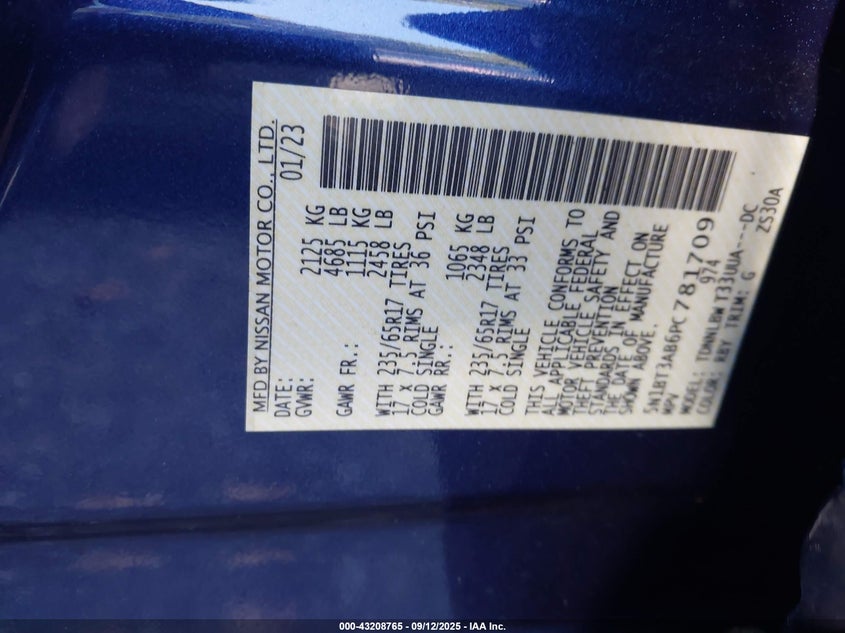 MFD BY NISSAN MOTOR CO., LTD.
DATE: 01/23
GVWR: 2125 KG
4685 LB
GAWR FR.: 1115 KG
2458 LB
WITH 235/65R17 TIRES
17 X 7.5 RIMS AT 36 PSI
COLD SINGLE
GAWR RR.: 1065 KG
2348 LB
WITH 235/65R17 TIRES
17 X 7.5 RIMS AT 33 PSI
COLD SINGLE
THIS VEHICLE CONFORMS TO
ALL APPLICABLE FEDERAL
MOTOR VEHICLE SAFETY AND
THEFT PREVENTION
STANDARDS IN EFFECT ON
THE DATE OF MANUFACTURE
SHOWN ABOVE.
5N1BT3AB6PC781709
MPV 974
MODEL: TDNNLBW T33UUA---DC
COLOR: RBY TRIM: G ZS30A
000-43208765 - 09/12/2025 - IAA Inc.